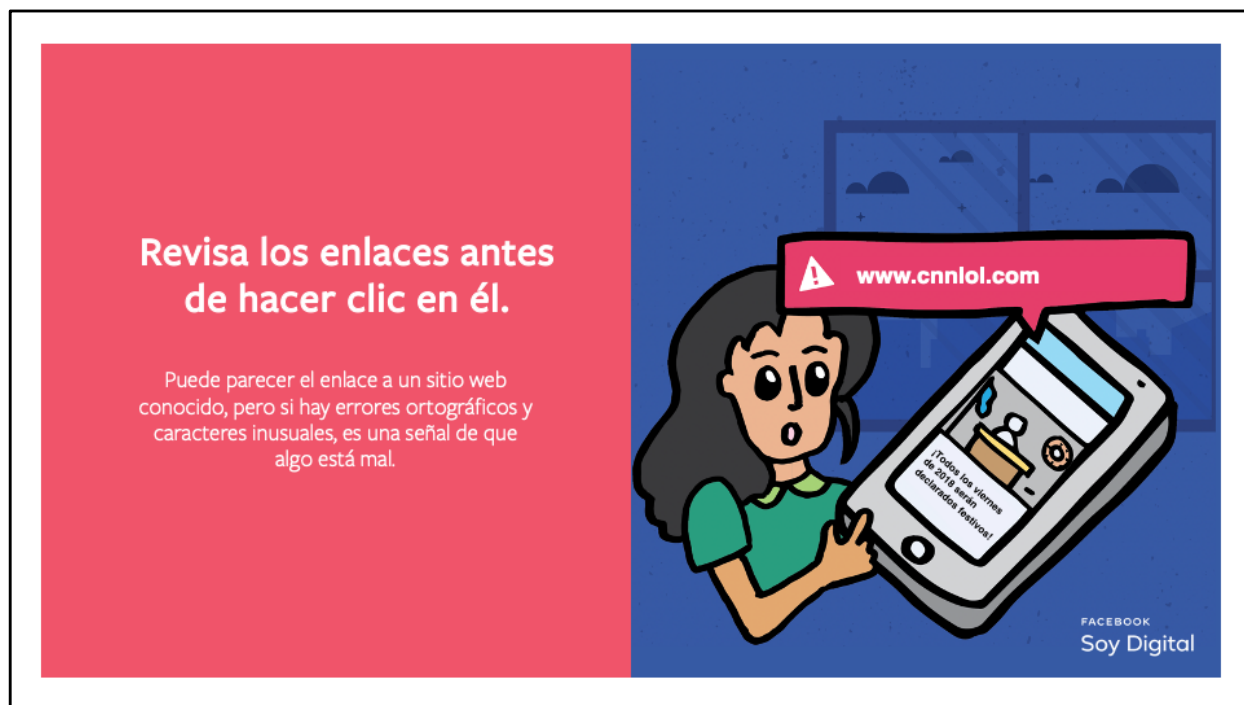 Revisa los enlaces antes
de hacer clic en él.
Puede parecer el enlace a un sitio web
conocido, pero si hay errores ortográficos y
caracteres inusuales, es una señal de que
algo está mal.
www.cnnlol.com
¡Todos los viernes
de 2018 serán
declarados festivos!
FACEBOOK
Soy Digital